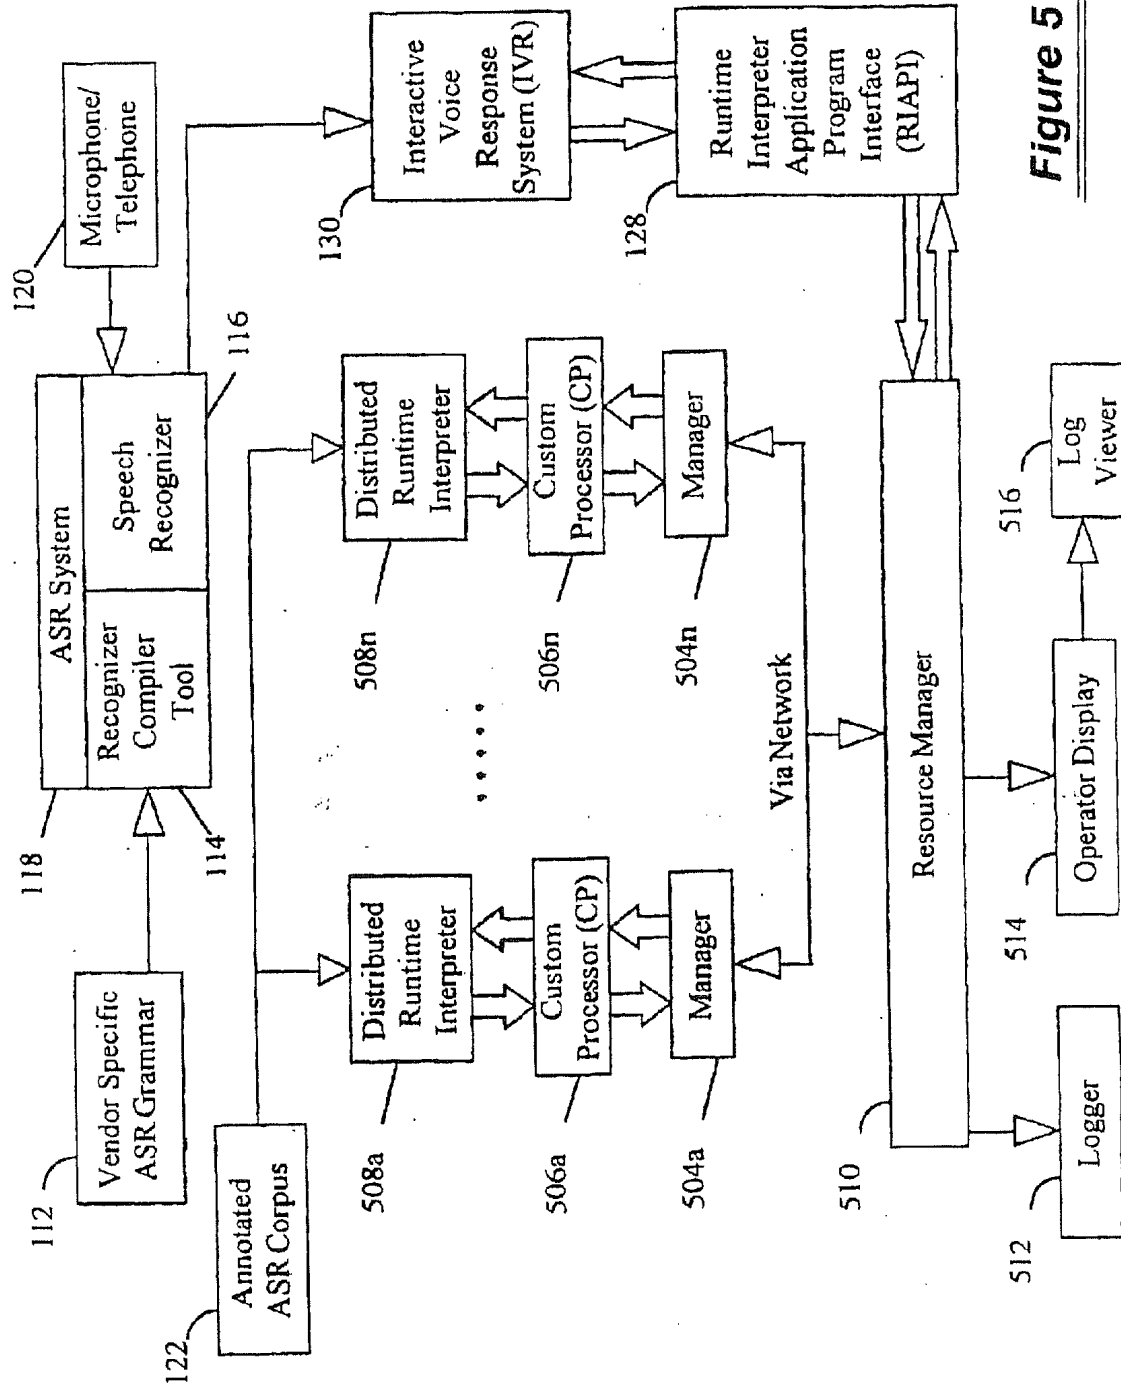 120
Microphone/
Telephone
118
ASR System
Recognizer
Compiler
Tool
Speech
Recognizer
114
116
112
Vendor Specific
ASR Grammar
122
Annotated
ASR Corpus
130
Interactive
Voice
Response
System (IVR)
508a
Distributed
Runtime
Interpreter
508n
Distributed
Runtime
Interpreter
506a
Custom
Processor (CP)
506n
Custom
Processor (CP)
128
Runtime
Interpreter
Application
Program
Interface
(RIAPI)
504a
Manager
504n
Manager
Via Network
510
Resource Manager
512
Logger
514
Operator Display
516
Log
Viewer
Figure 5